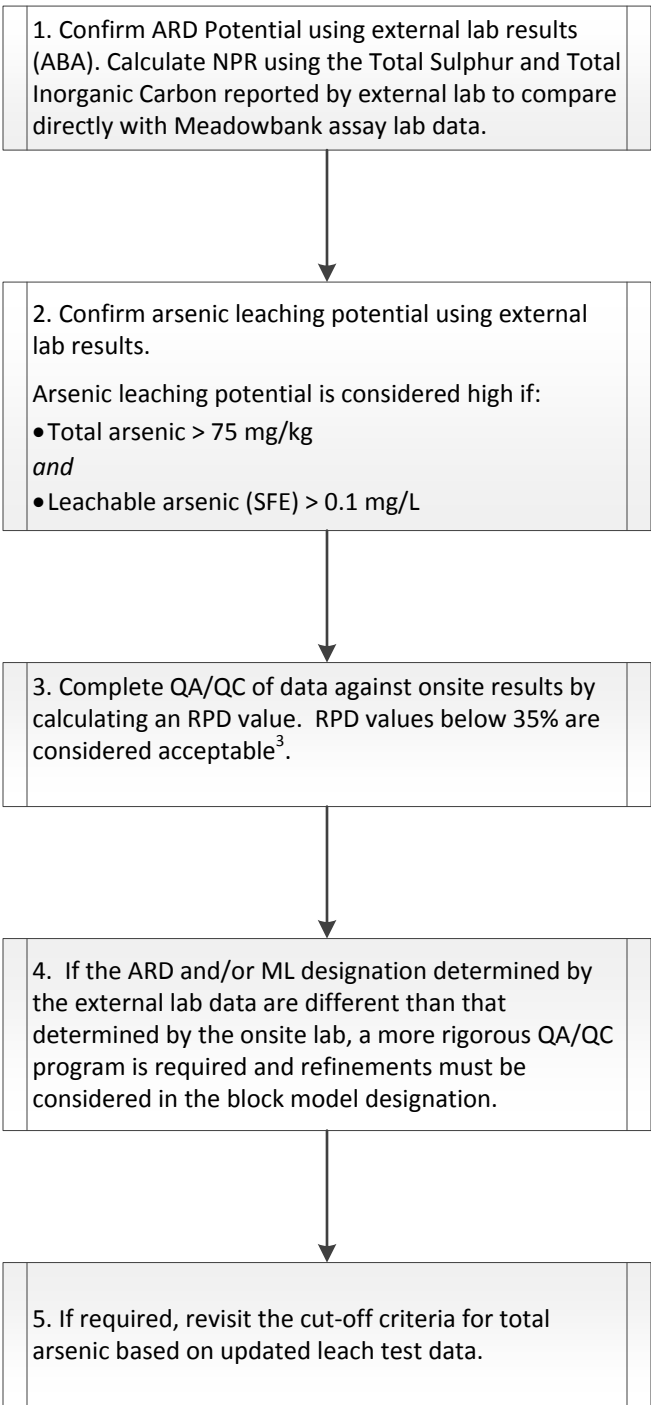 1. Confirm ARD Potential using external lab results
(ABA). Calculate NPR using the Total Sulphur and Total
Inorganic Carbon reported by external lab to compare
directly with Meadowbank assay lab data.
2. Confirm arsenic leaching potential using external
lab results.
Arsenic leaching potential is considered high if:
•Total arsenic > 75 mg/kg
and
•Leachable arsenic (SFE) > 0.1 mg/L
3. Complete QA/QC of data against onsite results by
calculating an RPD value. RPD values below 35% are
considered acceptable³.
4. If the ARD and/or ML designation determined by
the external lab data are different than that
determined by the onsite lab, a more rigorous QA/QC
program is required and refinements must be
considered in the block model designation.
5. If required, revisit the cut-off criteria for total
arsenic based on updated leach test data.